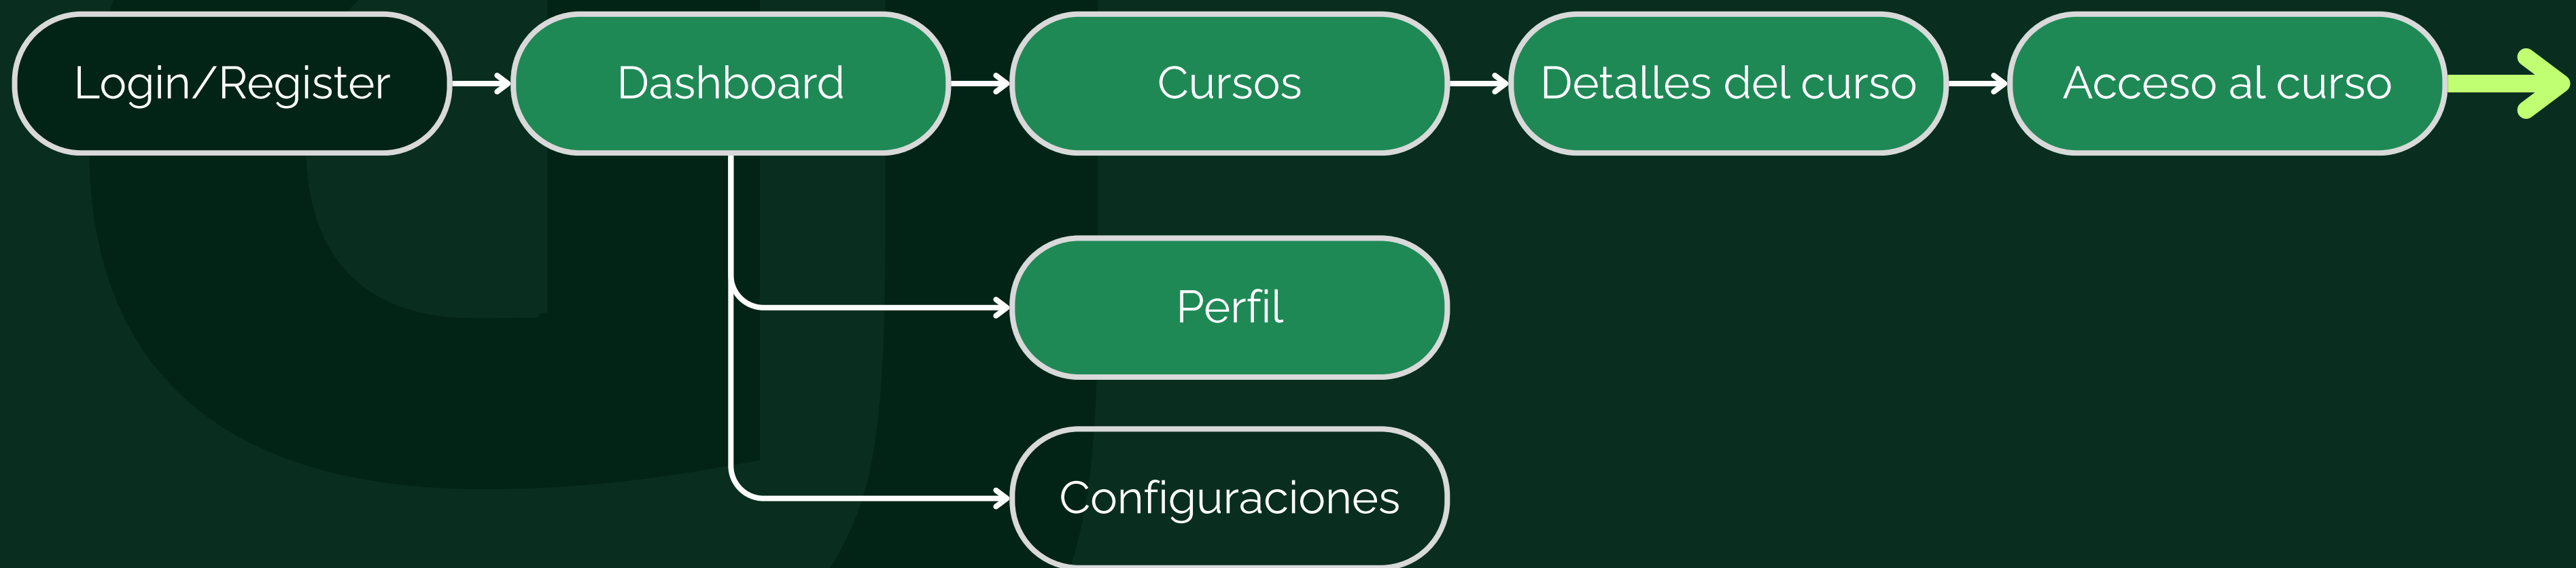 Login/Register
Dashboard
Cursos
Detalles del curso
Acceso al curso
Perfil
Configuraciones